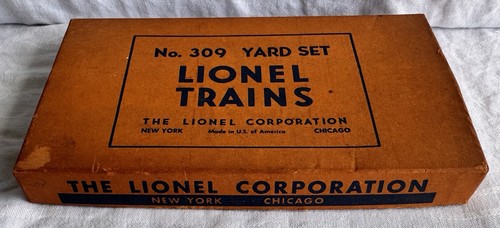 No. 309 YARD SET
LIONEL
TRAINS
THE LIONEL CORPORATION
NEW YORK Made in U.S. of America CHICAGO
THE LIONEL CORPORATION
NEW YORK CHICAGO